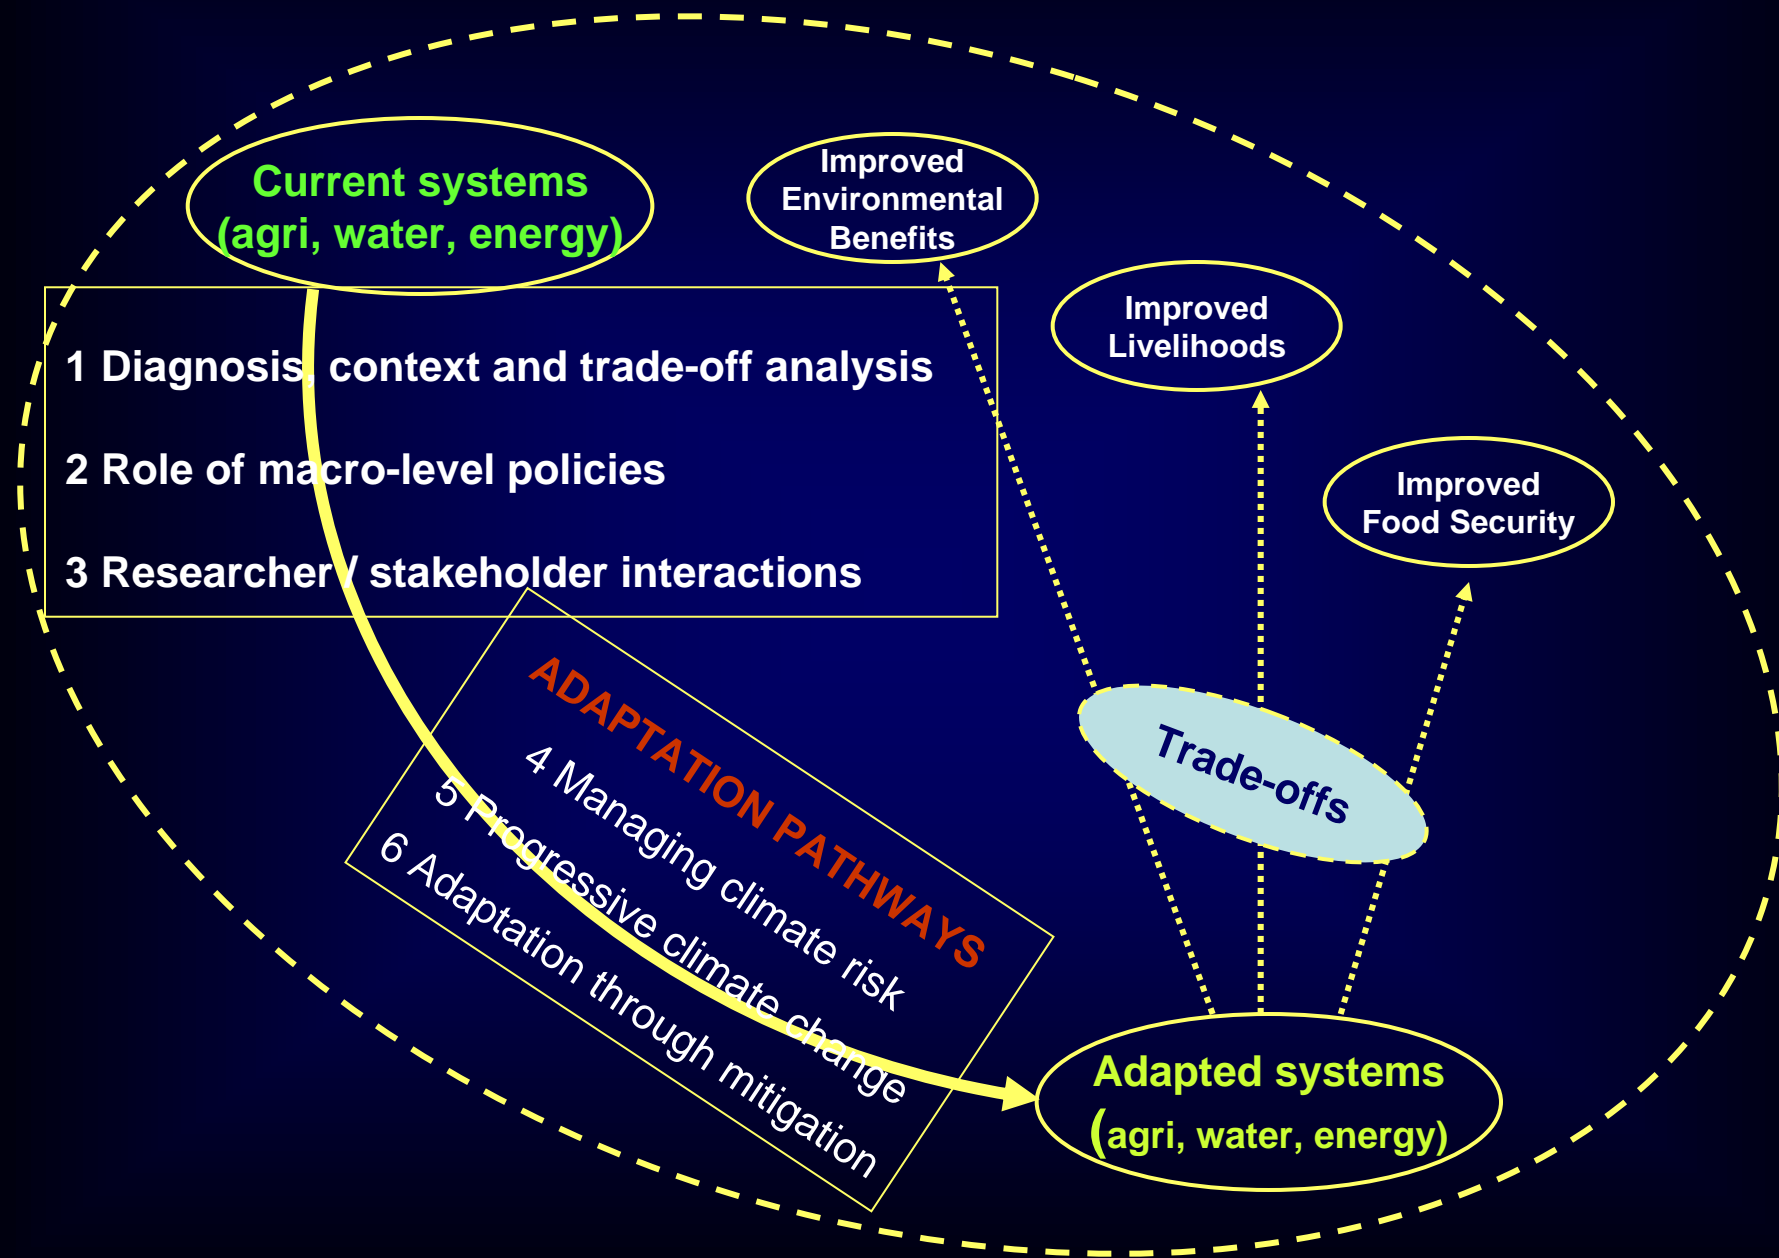 Current systems
(agri, water, energy)
Improved
Environmental
Benefits
Improved
Livelihoods
Improved
Food Security
1 Diagnosis, context and trade-off analysis
2 Role of macro-level policies
3 Researcher / stakeholder interactions
ADAPTATION PATHWAYS
4 Managing climate risk
5 Progressive climate change
6 Adaptation through mitigation
Trade-offs
Adapted systems
(agri, water, energy)